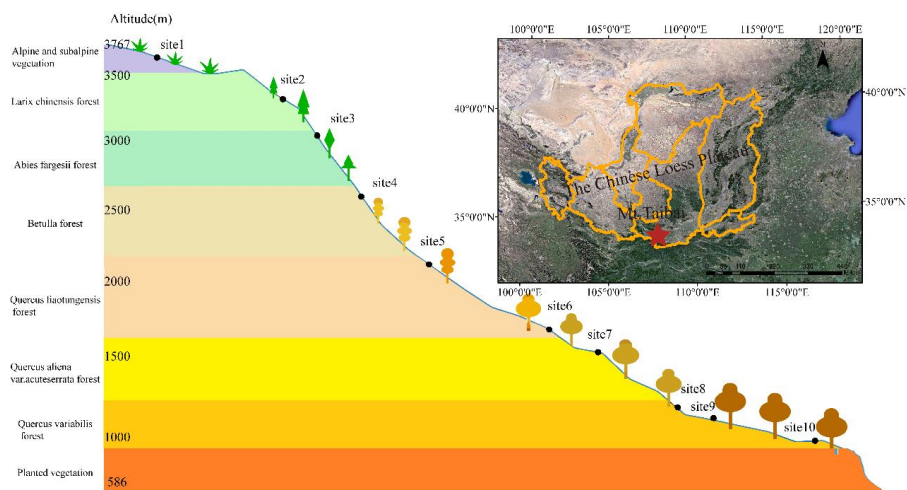 Altitude(m)
3767
Alpine and subalpine
vegetation
site1
3500
Larix chinensis forest
site2
site3
3000
Abies fargesii forest
site4
2500
Betulla forest
site5
2000
Quercus liaotungensis
forest
site6
site7
1500
Quercus aliena
var.acuteserrata forest
site8
site9
Quercus variabilis
forest
1000
site10
Planted vegetation
586
100°0'0"E 105°0'0"E 110°0'0"E 115°0'0"E 120°0'0"E
40°0'0"N
40°0'0"N
The Chinese Loess Plateau
Mt.Taibai
35°0'0"N
35°0'0"N
100°0'0"E 105°0'0"E 110°0'0"E 115°0'0"E